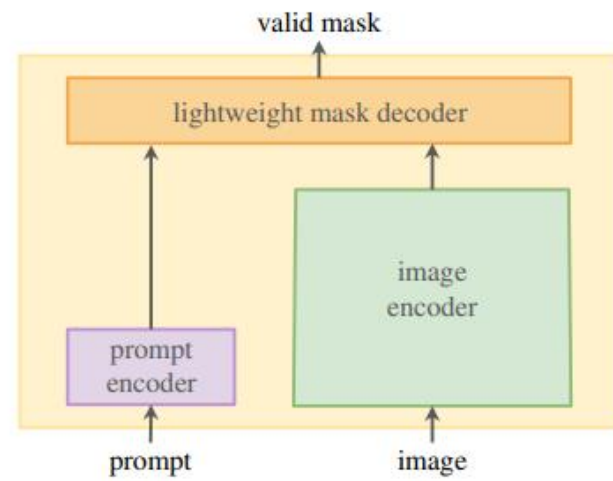 valid mask
lightweight mask decoder
image
encoder
prompt
encoder
prompt
image